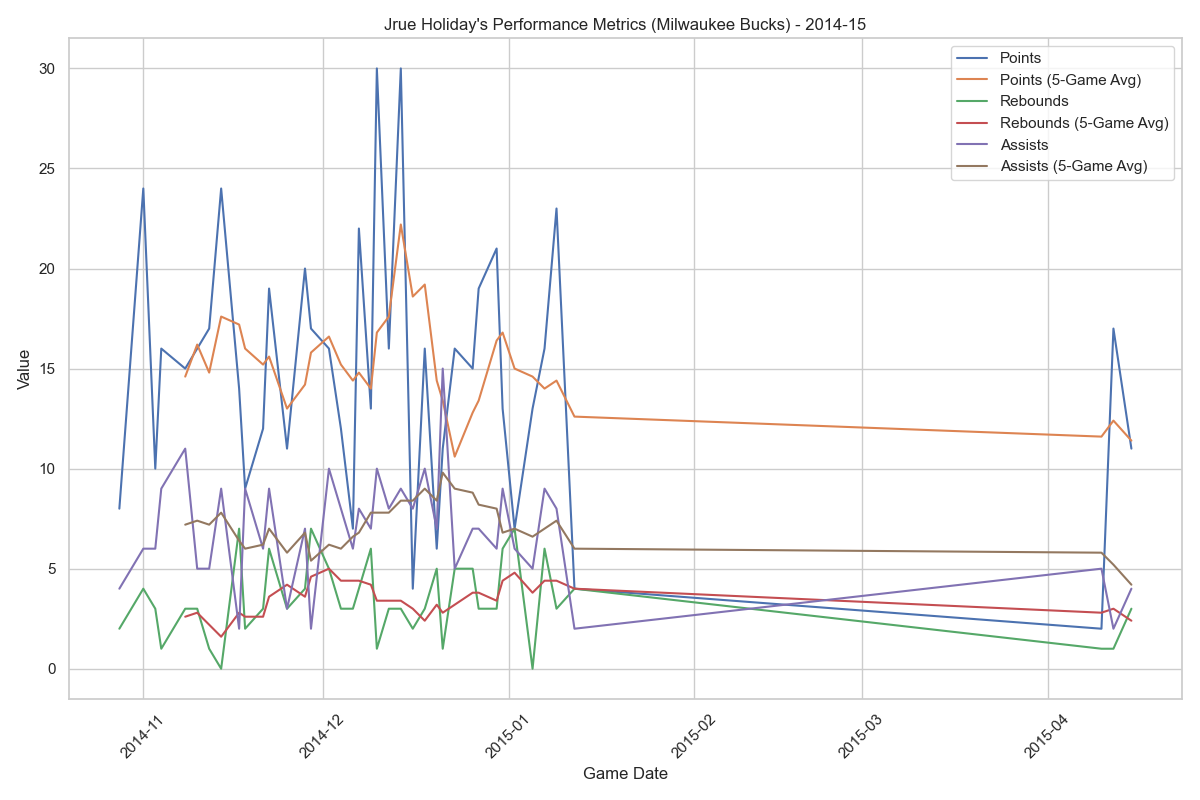 Jrue Holiday's Performance Metrics (Milwaukee Bucks) - 2014-15
Points
Points (5-Game Avg)
Rebounds
Rebounds (5-Game Avg)
Assists
Assists (5-Game Avg)
Value
30
25
20
15
10
5
0
2014-11
2014-12
2015-01
2015-02
2015-03
2015-04
Game Date